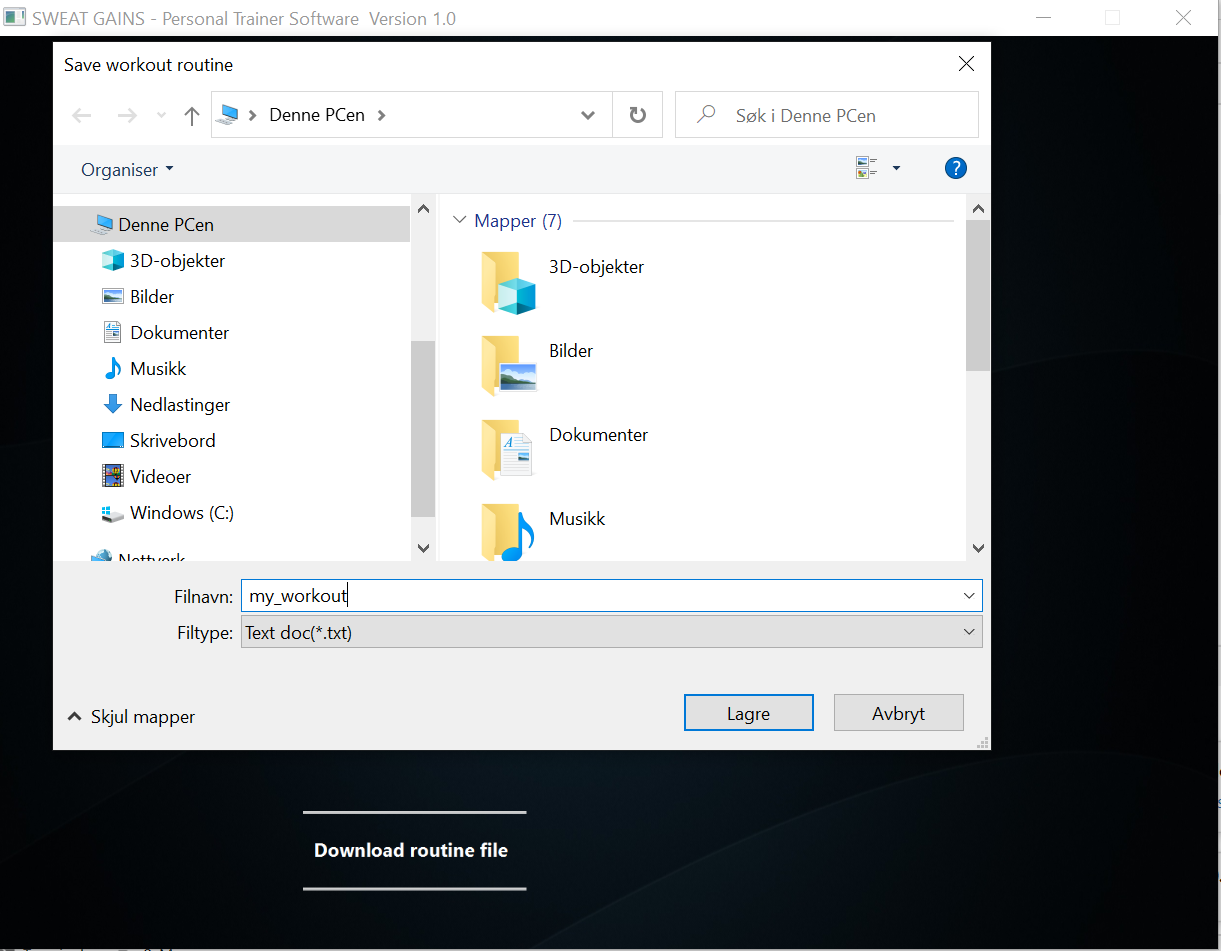 SWEAT GAINS - Personal Trainer Software  Version 1.0
Save workout routine
Denne PCen
Søk i Denne PCen
Organiser
?
Denne PCen
3D-objekter
Bilder
Dokumenter
Musikk
Nedlastinger
Skrivebord
Videoer
Windows (C:)
Nettverk
Mapper (7)
3D-objekter
Bilder
Dokumenter
Musikk
Filnavn: my_workout
Filtype: Text doc(*.txt)
Skjul mapper
Lagre
Avbryt
Download routine file